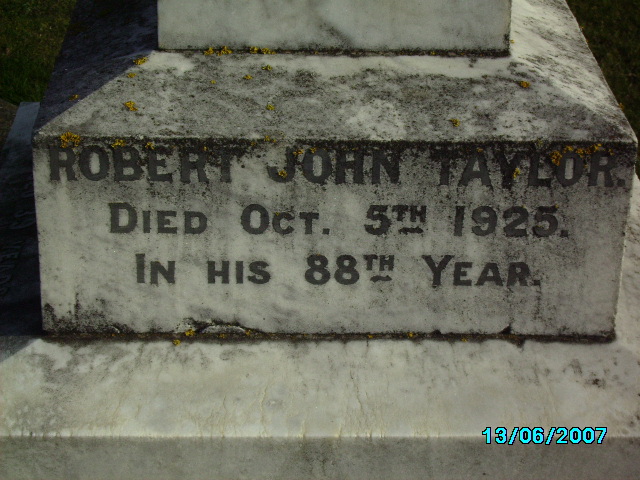 ROBERT JOHN TAYLOR.
DIED OCT. 5TH 1925.
IN HIS 88TH YEAR.
13/06/2007